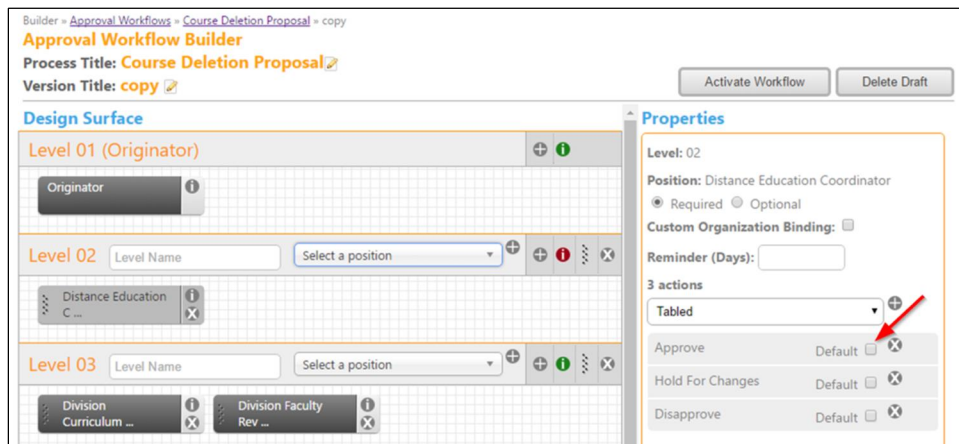 Builder » Approval Workflows » Course Deletion Proposal » copy
Approval Workflow Builder
Process Title: Course Deletion Proposal
Version Title: copy
Activate Workflow
Delete Draft
Design Surface
Level 01 (Originator)
Originator
Level 02 Level Name Select a position
Distance Education
C ...
Level 03 Level Name Select a position
Division
Curriculum ...
Division Faculty
Rev ...
Properties
Level: 02
Position: Distance Education Coordinator
Required Optional
Custom Organization Binding:
Reminder (Days):
3 actions
Tabled
Approve Default
Hold For Changes Default
Disapprove Default